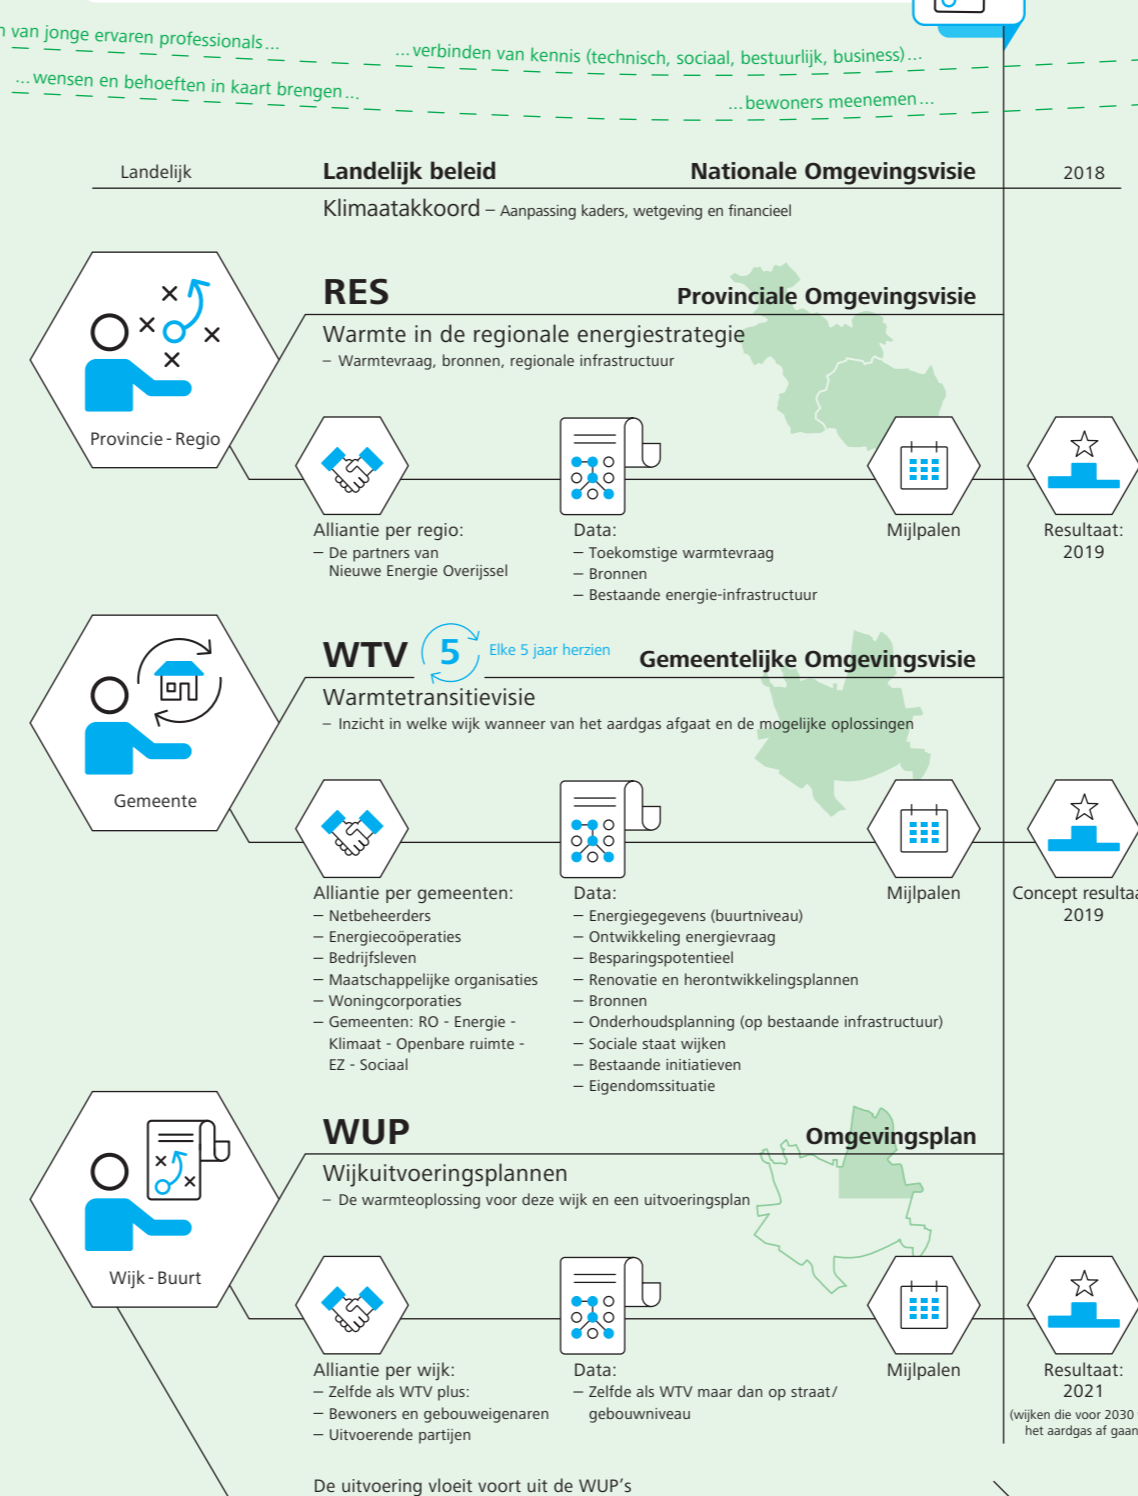 van jonge ervaren professionals...
...verbinden van kennis (technisch, sociaal, bestuurlijk, business)...
...wensen en behoeften in kaart brengen...
...bewoners meenemen...
Landelijk
Landelijk beleid
Nationale Omgevingsvisie
2018
Klimaatakkoord – Aanpassing kaders, wetgeving en financieel
RES
Provinciale Omgevingsvisie
Warmte in de regionale energiestrategie
– Warmtevraag, bronnen, regionale infrastructuur
Provincie - Regio
Alliantie per regio:
– De partners van
Nieuwe Energie Overijssel
Data:
– Toekomstige warmtevraag
– Bronnen
– Bestaande energie-infrastructuur
Mijlpalen
Resultaat:
2019
WTV
5
Elke 5 jaar herzien
Gemeentelijke Omgevingsvisie
Warmtetransitievisie
– Inzicht in welke wijk wanneer van het aardgas afgaat en de mogelijke oplossingen
Gemeente
Alliantie per gemeenten:
– Netbeheerders
– Energiecoöperaties
– Bedrijfsleven
– Maatschappelijke organisaties
– Woningcorporaties
– Gemeenten: RO - Energie -
Klimaat - Openbare ruimte -
EZ - Sociaal
Data:
– Energiegegevens (buurtniveau)
– Ontwikkeling energievraag
– Besparingspotentieel
– Renovatie en herontwikkelingsplannen
– Bronnen
– Onderhoudsplanning (op bestaande infrastructuur)
– Sociale staat wijken
– Bestaande initiatieven
– Eigendomssituatie
Mijlpalen
Concept resultaa
2019
WUP
Omgevingsplan
Wijkuitvoeringsplannen
– De warmteoplossing voor deze wijk en een uitvoeringsplan
Wijk - Buurt
Alliantie per wijk:
– Zelfde als WTV plus:
– Bewoners en gebouweigenaren
– Uitvoerende partijen
Data:
– Zelfde als WTV maar dan op straat/
gebouwniveau
Mijlpalen
Resultaat:
2021
(wijken die voor 2030
het aardgas af gaan
De uitvoering vloeit voort uit de WUP's